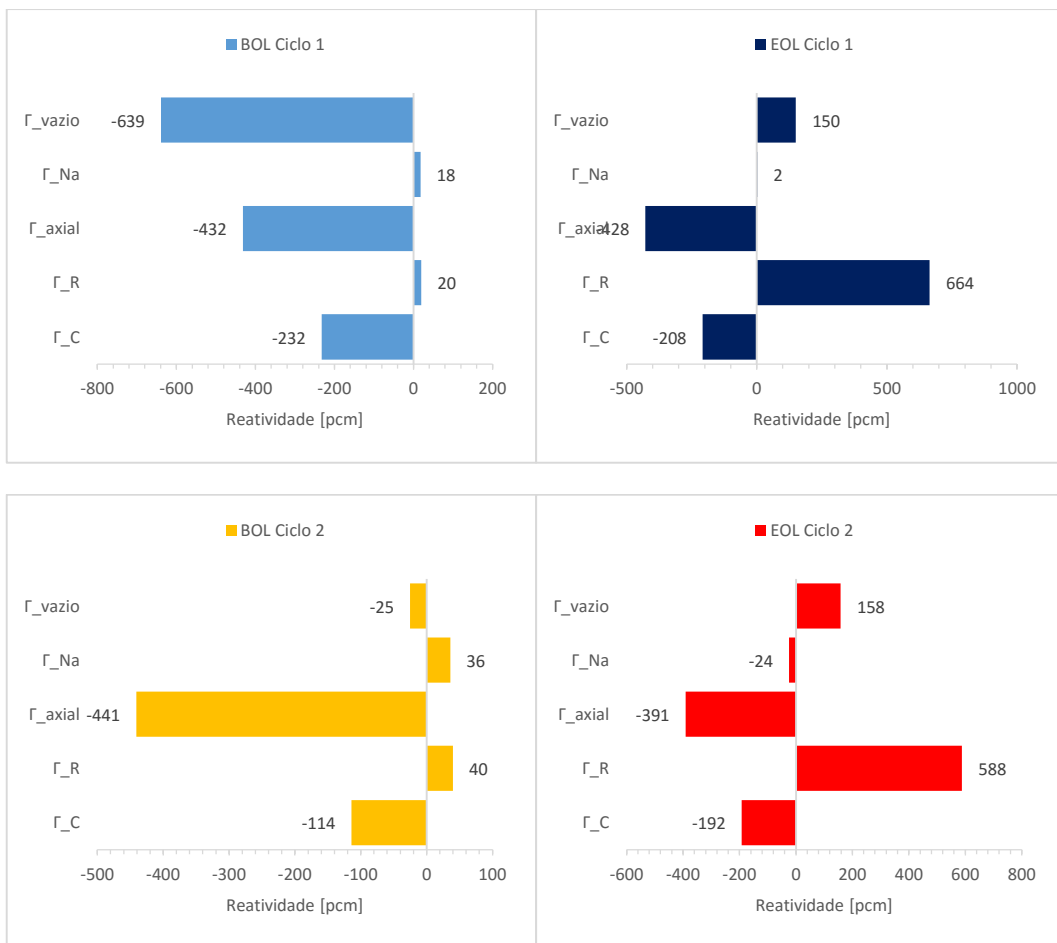 BOL Ciclo 1
Γ_vazio
-639
Γ_Na
18
Γ_axial
-432
Γ_R
20
Γ_C
-232
-800 -600 -400 -200 0 200
Reatividade [pcm]
EOL Ciclo 1
Γ_vazio
150
Γ_Na
2
Γ_axial
-428
Γ_R
664
Γ_C
-208
-500 0 500 1000
Reatividade [pcm]
BOL Ciclo 2
Γ_vazio
-25
Γ_Na
36
Γ_axial
-441
Γ_R
40
Γ_C
-114
-500 -400 -300 -200 -100 0 100
Reatividade [pcm]
EOL Ciclo 2
Γ_vazio
158
Γ_Na
-24
Γ_axial
-391
Γ_R
588
Γ_C
-192
-600 -400 -200 0 200 400 600 800
Reatividade [pcm]